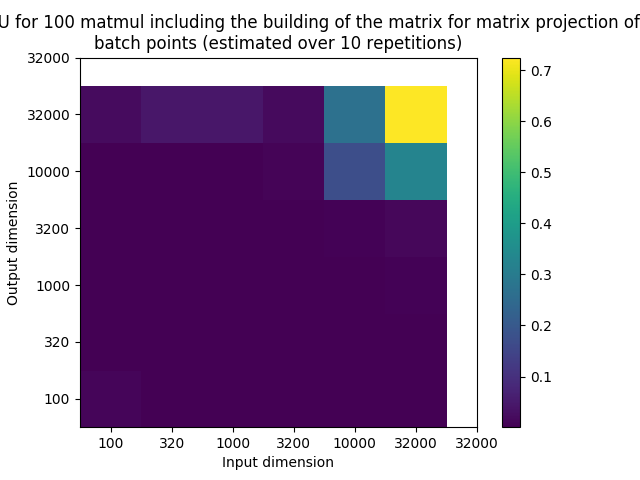 U for 100 matmul including the building of the matrix for matrix projection of
batch points (estimated over 10 repetitions)
32000
32000
10000
3200
1000
320
100
Output dimension
100 320 1000 3200 10000 32000 32000
Input dimension
0.7
0.6
0.5
0.4
0.3
0.2
0.1